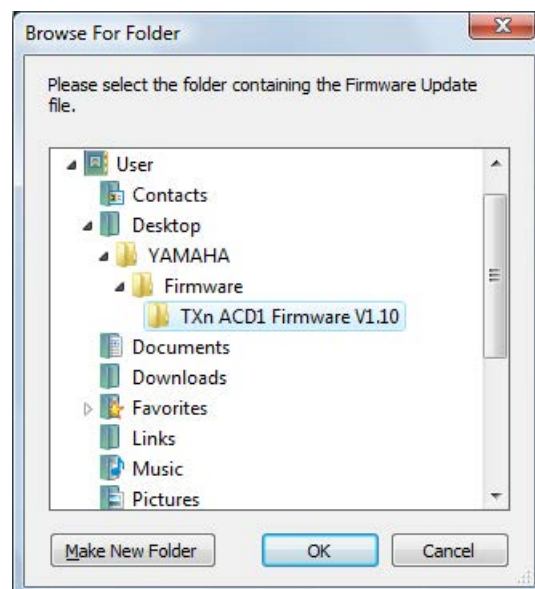 Browse For Folder
Please select the folder containing the Firmware Update
file.
User
Contacts
Desktop
YAMAHA
Firmware
TXn ACD1 Firmware V1.10
Documents
Downloads
Favorites
Links
Music
Pictures
Make New Folder
OK
Cancel